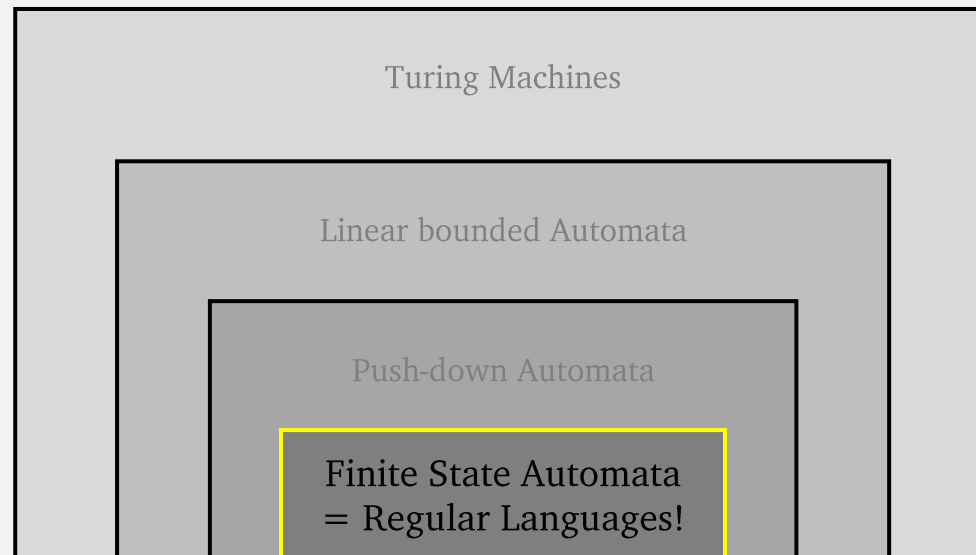 Turing Machines
Linear bounded Automata
Push-down Automata
Finite State Automata
= Regular Languages!